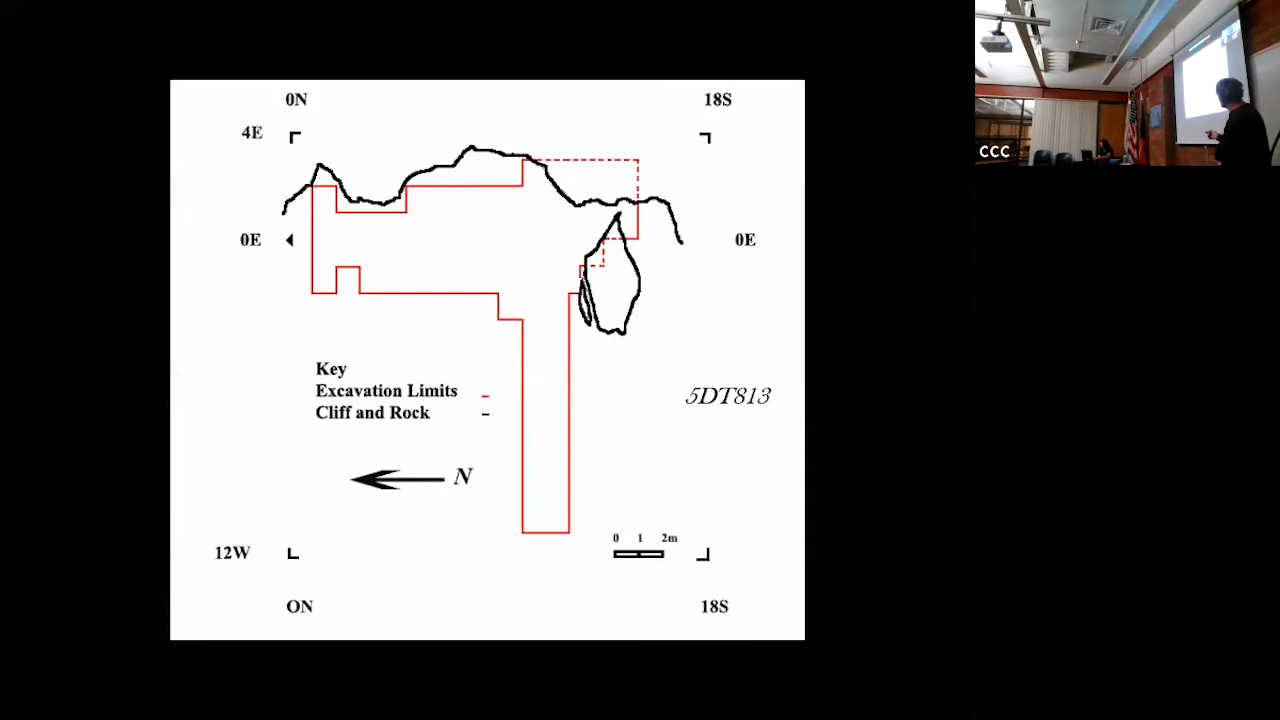 0N 18S
4E
0E 0E
Key
Excavation Limits
Cliff and Rock
5DT813
N
0 1 2m
12W
ON 18S
CCC